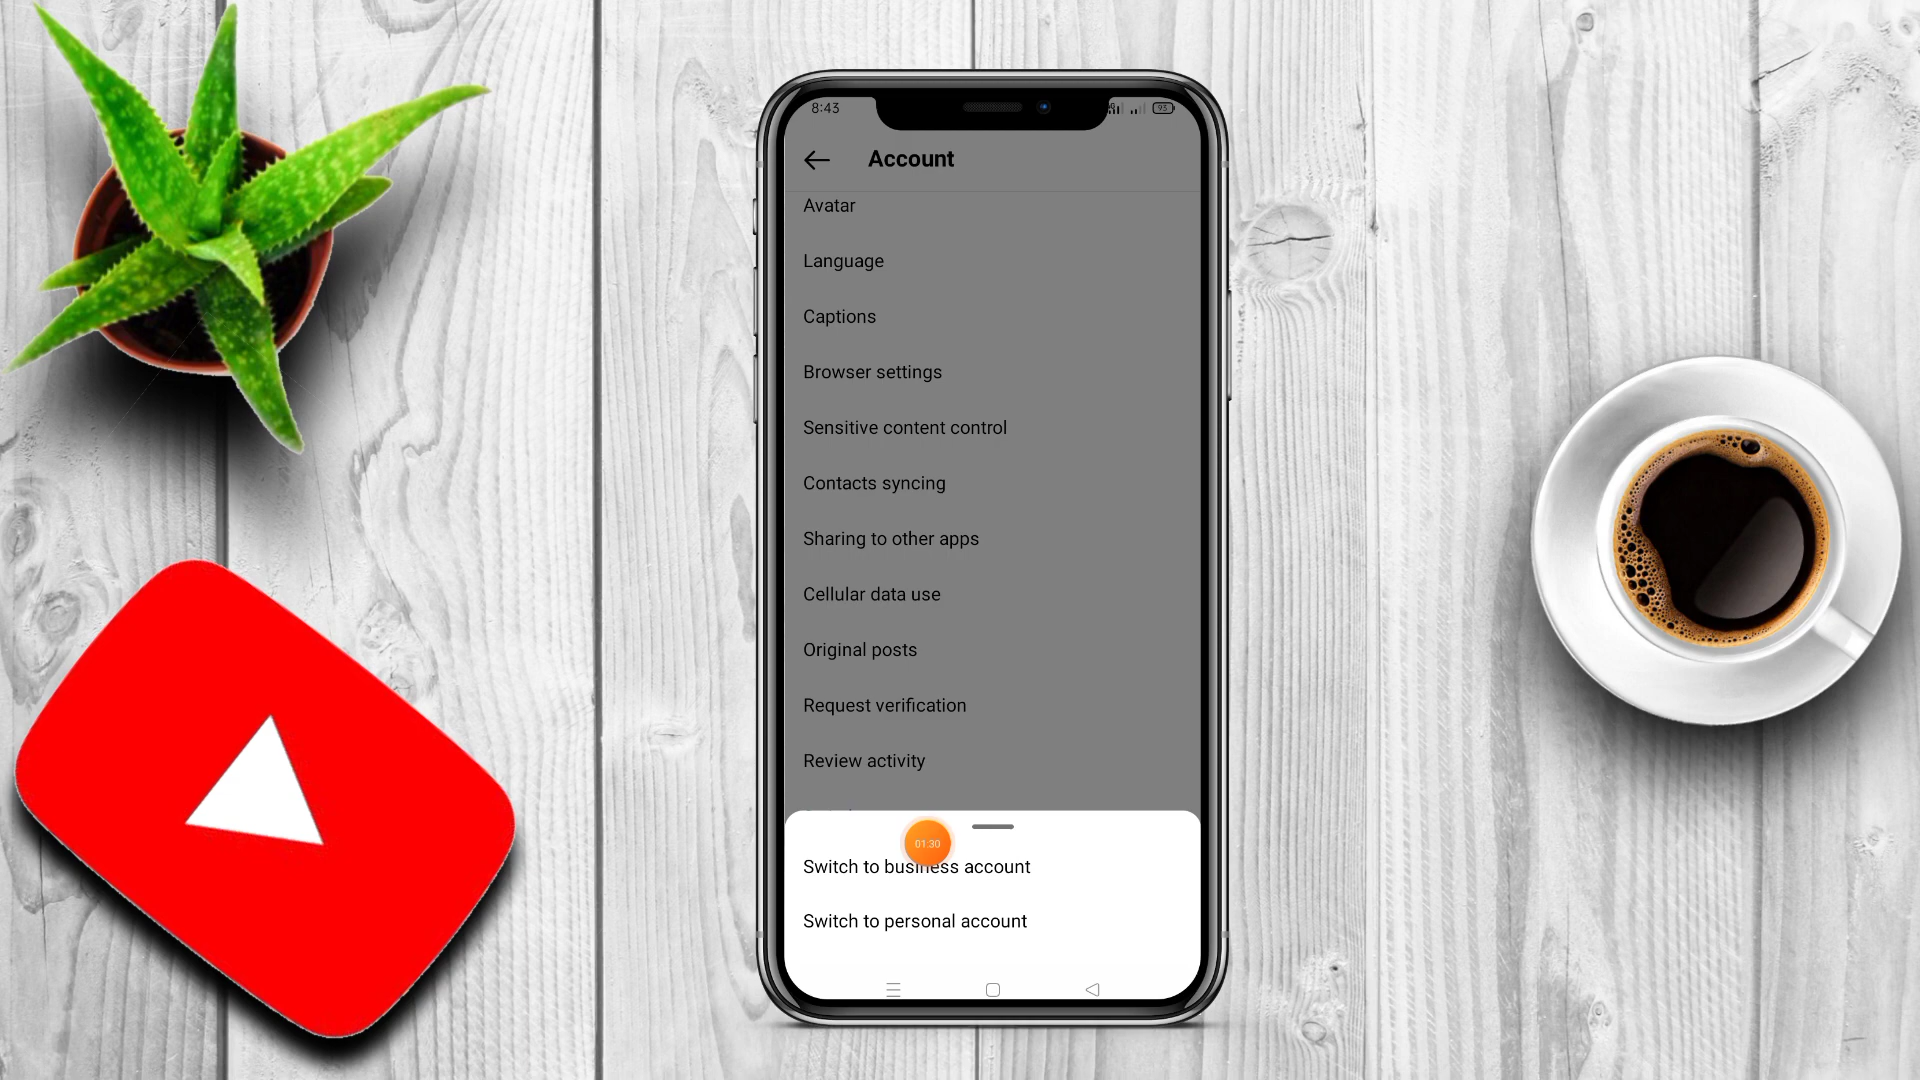 8:43
93
Account
Avatar
Language
Captions
Browser settings
Sensitive content control
Contacts syncing
Sharing to other apps
Cellular data use
Original posts
Request verification
Review activity
01:30
Switch to business account
Switch to personal account